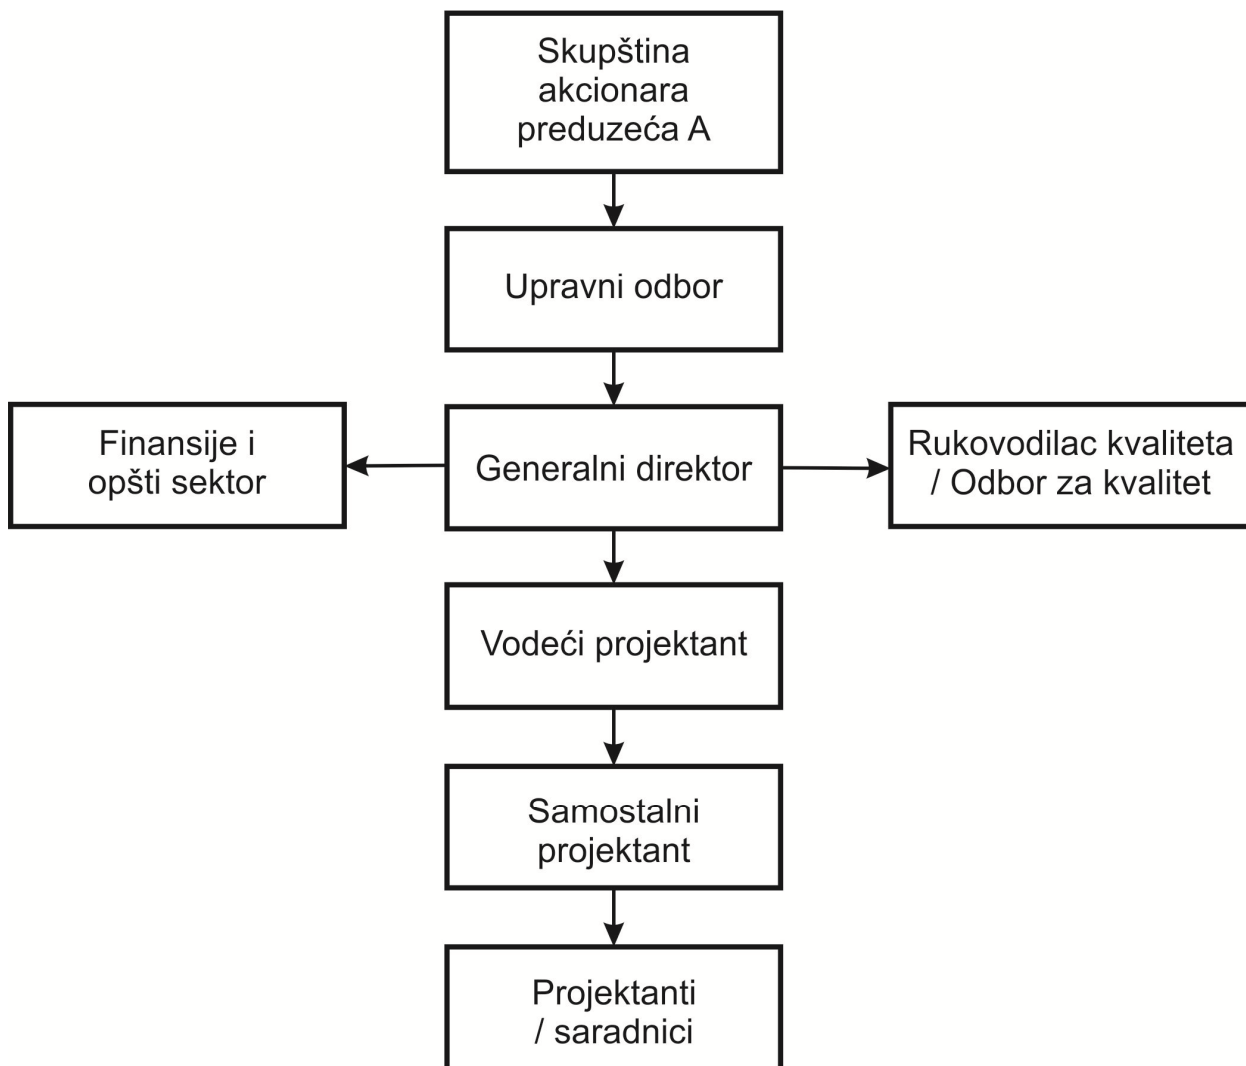 Skupština
akcionara
preduzeća A
Upravni odbor
Finansije i
opšti sektor
Generalni direktor
Rukovodilac kvaliteta
/ Odbor za kvalitet
Vodeći projektant
Samostalni
projektant
Projektanti
/ saradnici